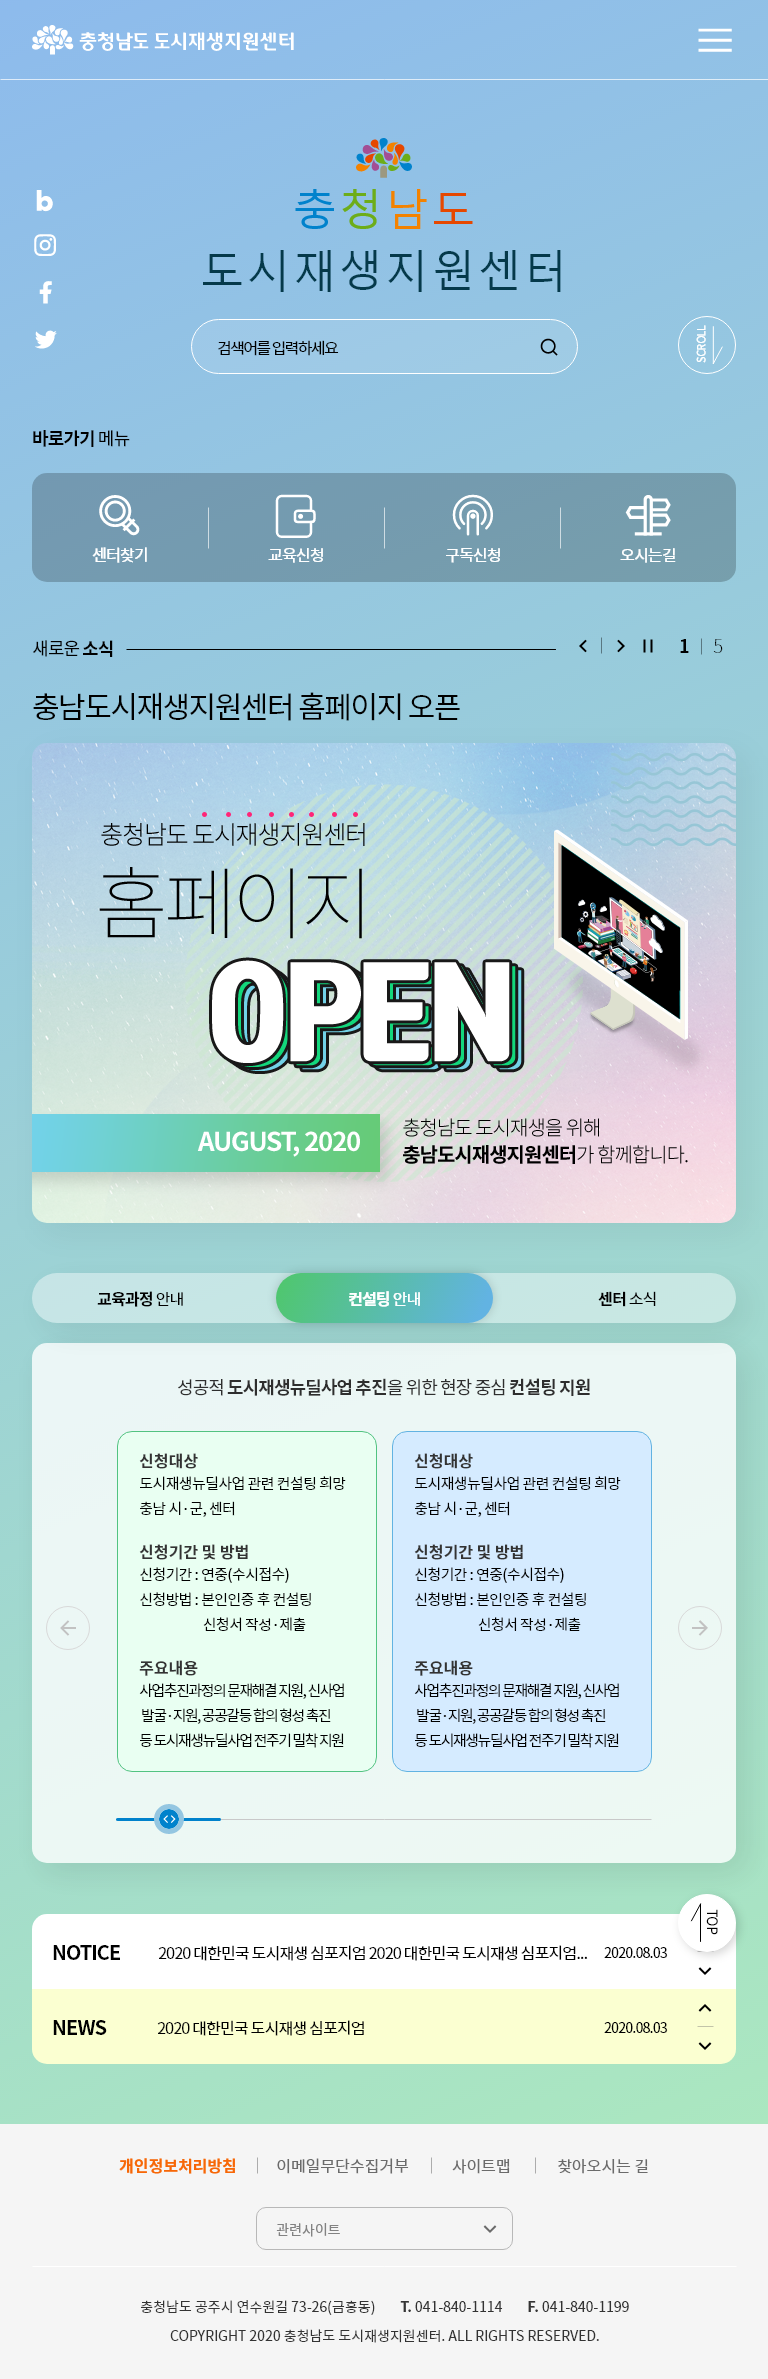 충청남도 도시재생지원센터
충청남도
도시재생지원센터
검색어를 입력하세요
SCROLL
바로가기 메뉴
센터찾기 교육신청 구독신청 오시는길
새로운 소식
1 | 5
충남도시재생지원센터 홈페이지 오픈
충청남도 도시재생지원센터
홈페이지
OPEN
AUGUST, 2020
충청남도 도시재생을 위해
충남도시재생지원센터가 함께합니다.
교육과정 안내 컨설팅 안내 센터 소식
성공적 도시재생뉴딜사업 추진을 위한 현장 중심 컨설팅 지원
신청대상
도시재생뉴딜사업 관련 컨설팅 희망
충남 시·군, 센터
신청기간 및 방법
신청기간 : 연중(수시접수)
신청방법 : 본인인증 후 컨설팅
신청서 작성·제출
주요내용
사업추진과정의 문재해결 지원, 신사업
발굴·지원, 공공갈등 합의 형성 촉진
등 도시재생뉴딜사업 전주기 밀착 지원
신청대상
도시재생뉴딜사업 관련 컨설팅 희망
충남 시·군, 센터
신청기간 및 방법
신청기간 : 연중(수시접수)
신청방법 : 본인인증 후 컨설팅
신청서 작성·제출
주요내용
사업추진과정의 문재해결 지원, 신사업
발굴·지원, 공공갈등 합의 형성 촉진
등 도시재생뉴딜사업 전주기 밀착 지원
TOP
NOTICE 2020 대한민국 도시재생 심포지엄 2020 대한민국 도시재생 심포지엄... 2020.08.03
NEWS 2020 대한민국 도시재생 심포지엄 2020.08.03
개인정보처리방침 | 이메일무단수집거부 | 사이트맵 | 찾아오시는 길
관련사이트
충청남도 공주시 연수원길 73-26(금흥동) T. 041-840-1114 F. 041-840-1199
COPYRIGHT 2020 충청남도 도시재생지원센터. ALL RIGHTS RESERVED.